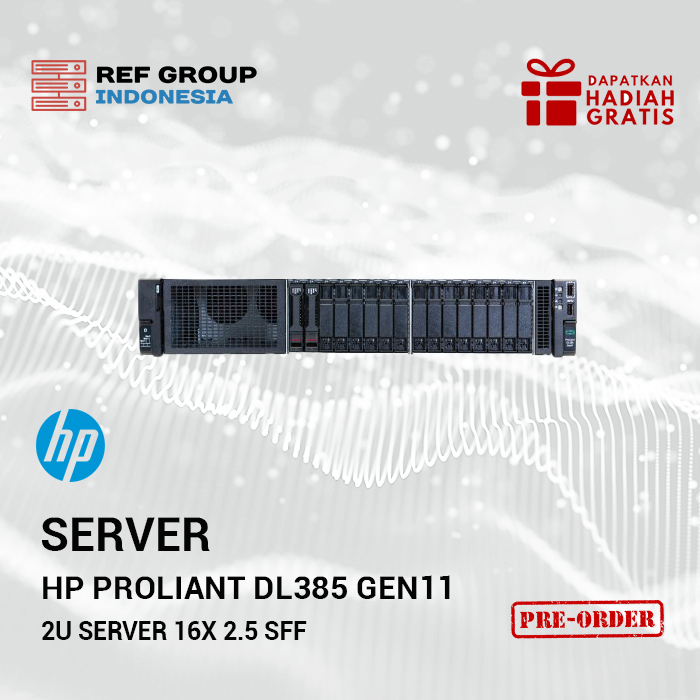 REF GROUP
INDONESIA
DAPATKAN
HADIAH
GRATIS
hp
SERVER
HP PROLIANT DL385 GEN11
2U SERVER 16X 2.5 SFF
PRE-ORDER